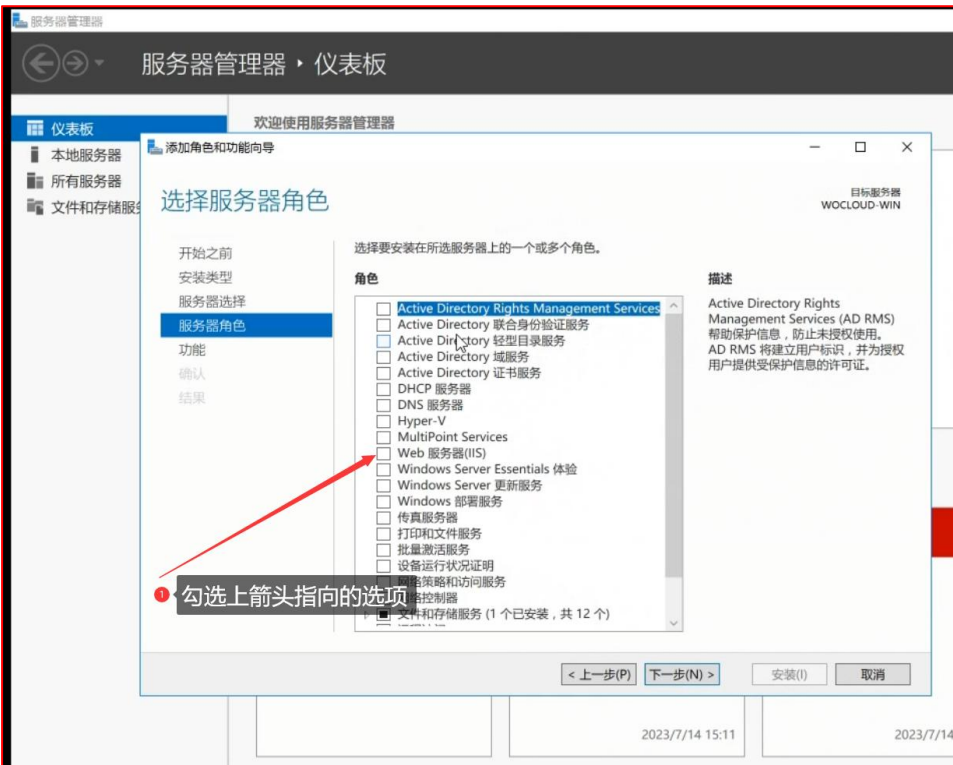 服务器管理器
服务器管理器 · 仪表板
仪表板
本地服务器
所有服务器
文件和存储服务
欢迎使用服务器管理器
添加角色和功能向导
选择服务器角色
目标服务器
WOCLOUD-WIN
开始之前
安装类型
服务器选择
服务器角色
功能
确认
结果
选择要安装在所选服务器上的一个或多个角色。
角色
Active Directory Rights Management Services
Active Directory 联合身份验证服务
Active Directory 轻型目录服务
Active Directory 域服务
Active Directory 证书服务
DHCP 服务器
DNS 服务器
Hyper-V
MultiPoint Services
Web 服务器(IIS)
Windows Server Essentials 体验
Windows Server 更新服务
Windows 部署服务
传真服务器
打印和文件服务
批量激活服务
设备运行状况证明
网络策略和访问服务
络控制器
文件和存储服务 (1 个已安装，共 12 个)
描述
Active Directory Rights
Management Services (AD RMS)
帮助保护信息，防止未授权使用。
AD RMS 将建立用户标识，并为授权
用户提供受保护信息的许可证。
1 勾选上箭头指向的选项
< 上一步(P)
下一步(N) >
安装(I)
取消
2023/7/14 15:11
2023/7/14